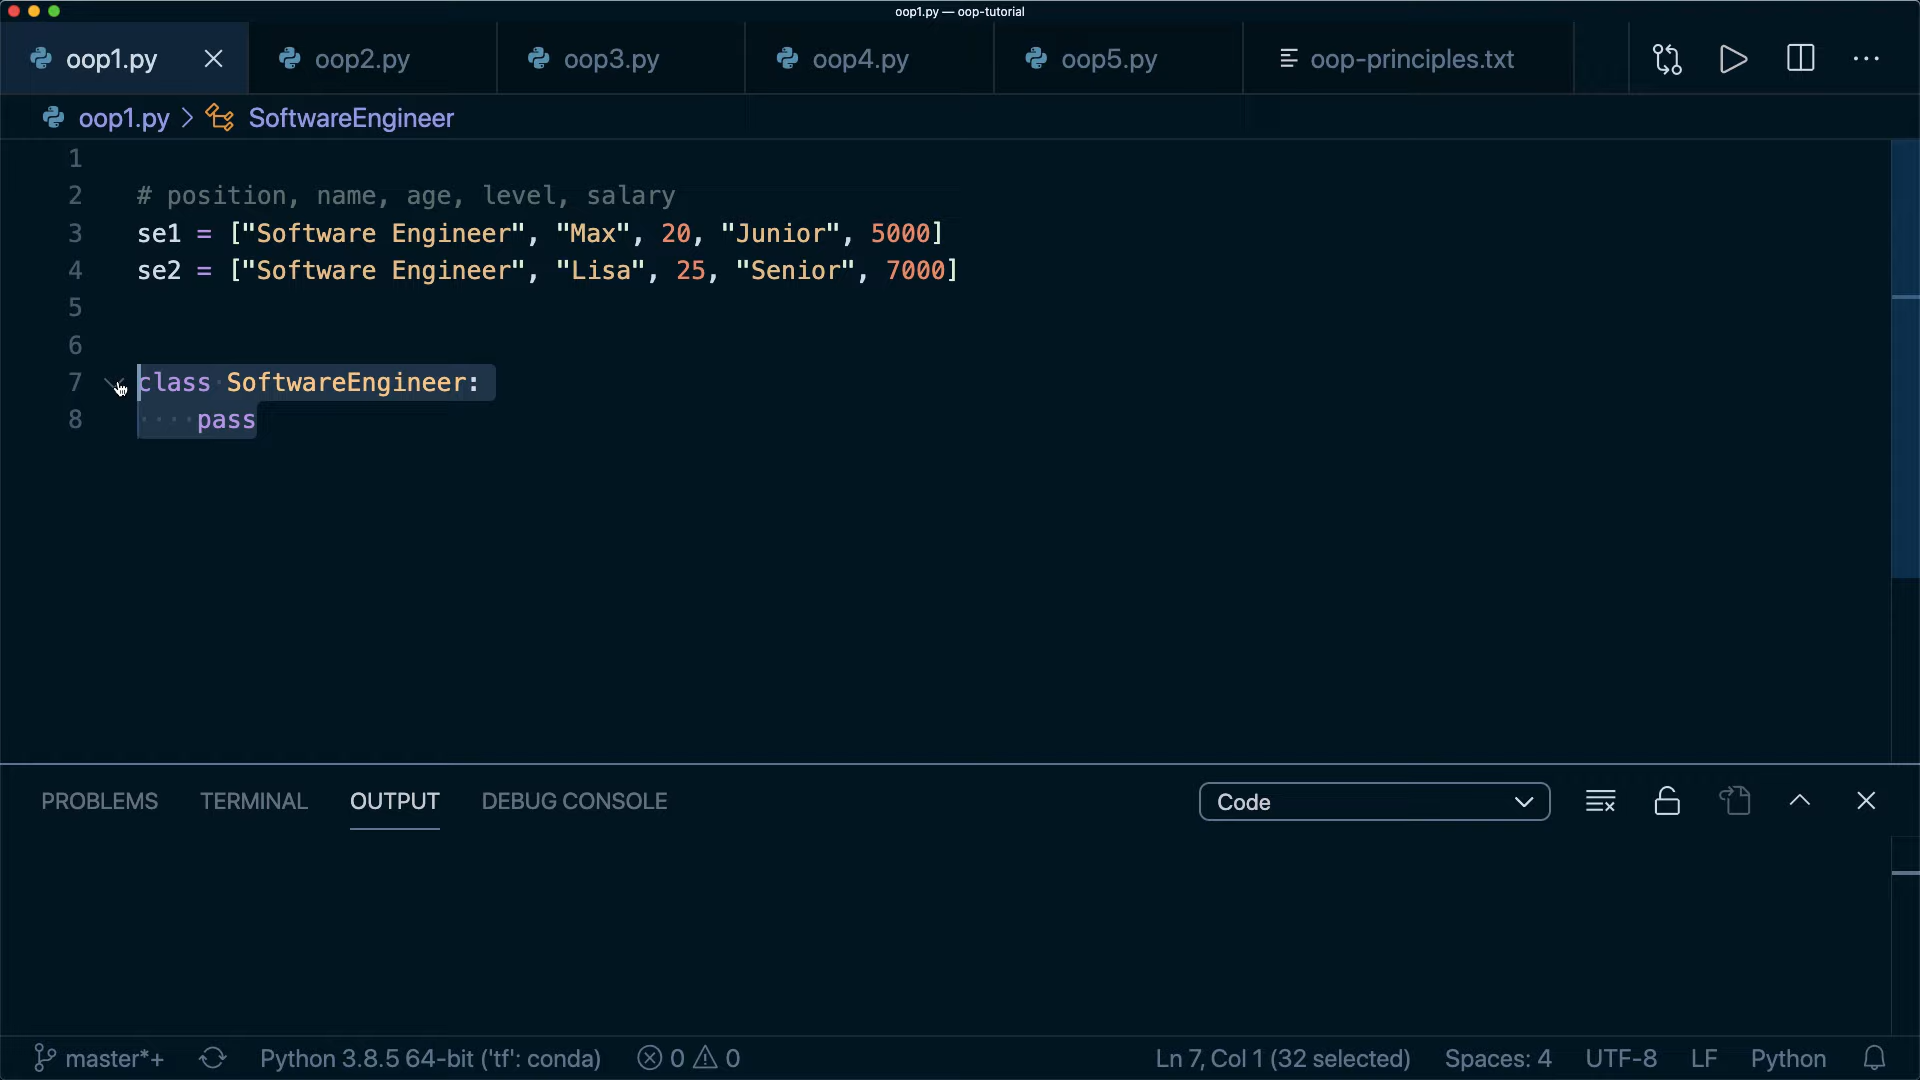 oop1.py — oop-tutorial
oop1.py oop2.py oop3.py oop4.py oop5.py oop-principles.txt
oop1.py SoftwareEngineer
1
2 # position, name, age, level, salary
3 se1 = ["Software Engineer", "Max", 20, "Junior", 5000]
4 se2 = ["Software Engineer", "Lisa", 25, "Senior", 7000]
5
6
7 class SoftwareEngineer:
8 pass
PROBLEMS TERMINAL OUTPUT DEBUG CONSOLE Code
master*+ Python 3.8.5 64-bit ('tf': conda) 0 0 Ln 7, Col 1 (32 selected) Spaces: 4 UTF-8 LF Python